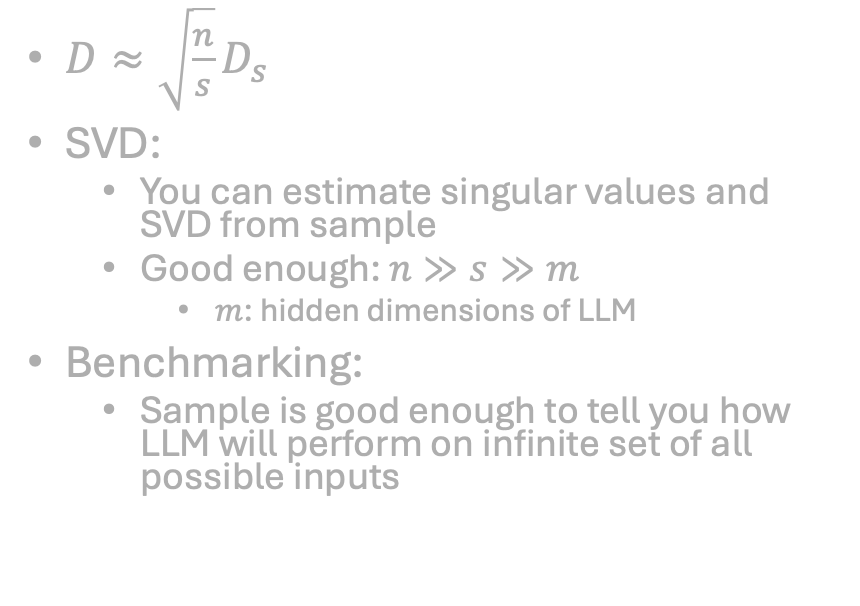 • D ≈ √(n/s) Dₛ
• SVD:
• You can estimate singular values and
SVD from sample
• Good enough: n ≫ s ≫ m
• m: hidden dimensions of LLM
• Benchmarking:
• Sample is good enough to tell you how
LLM will perform on infinite set of all
possible inputs